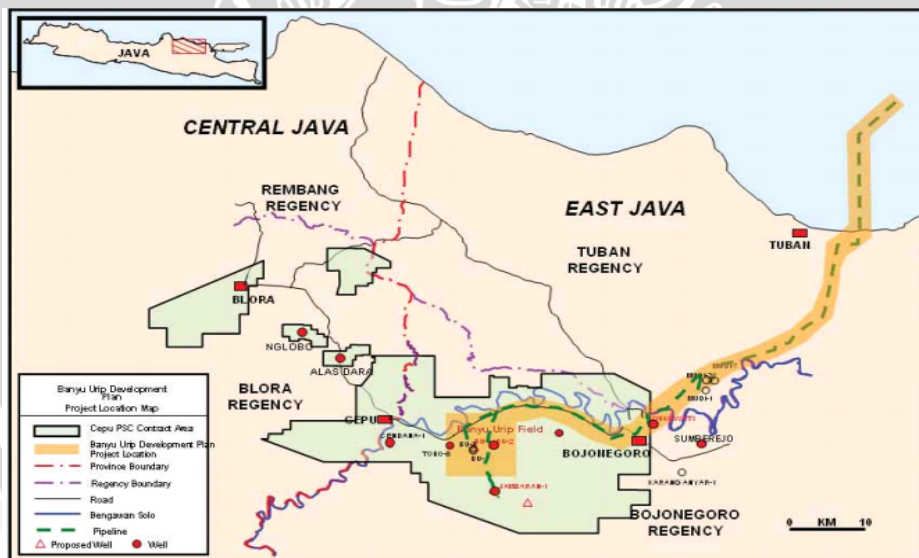 JAVA
CENTRAL JAVA
REMBANG
REGENCY
EAST JAVA
TUBAN
REGENCY
TUBAN
BLORA
NGLOBO
ALAS DARA
BLORA
REGENCY
CEPU
CENDANA-1
Banyu Urip Field
BOJONEGORO
SUMBEREJO
MUDI-1
KARANG ANYAR-1
JAMBARAN-1
BOJONEGORO
REGENCY
0 KM 10
Banyu Urip Development
Plan
Project Location Map
Cepu PSC Contract Area
Banyu Urip Development Plan
Project Location
Province Boundary
Regency Boundary
Road
Bengawan Solo
Pipeline
Proposed Well
Well